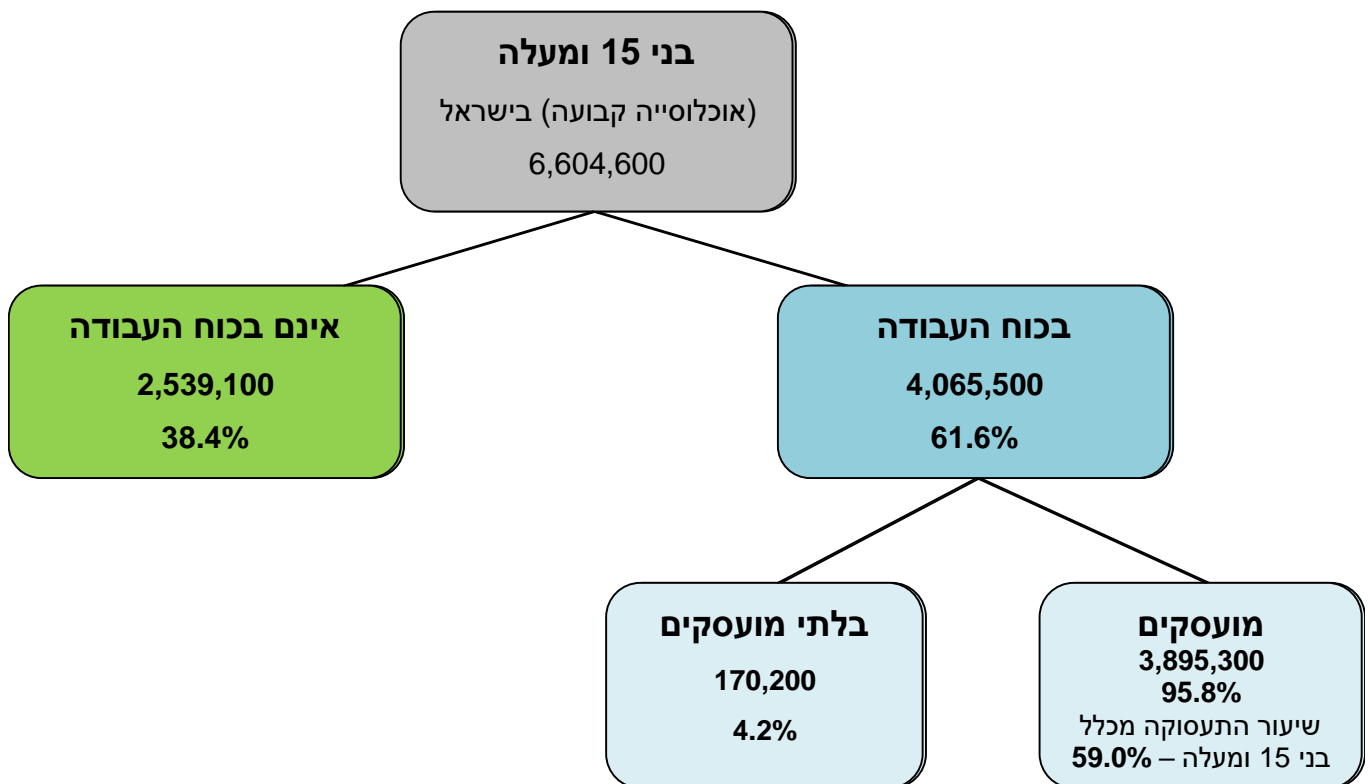 בני 15 ומעלה
(אוכלוסייה קבועה) בישראל
6,604,600
בכוח העבודה
4,065,500
61.6%
אינם בכוח העבודה
2,539,100
38.4%
מועסקים
3,895,300
95.8%
שיעור התעסוקה מכלל
בני 15 ומעלה – 59.0%
בלתי מועסקים
170,200
4.2%